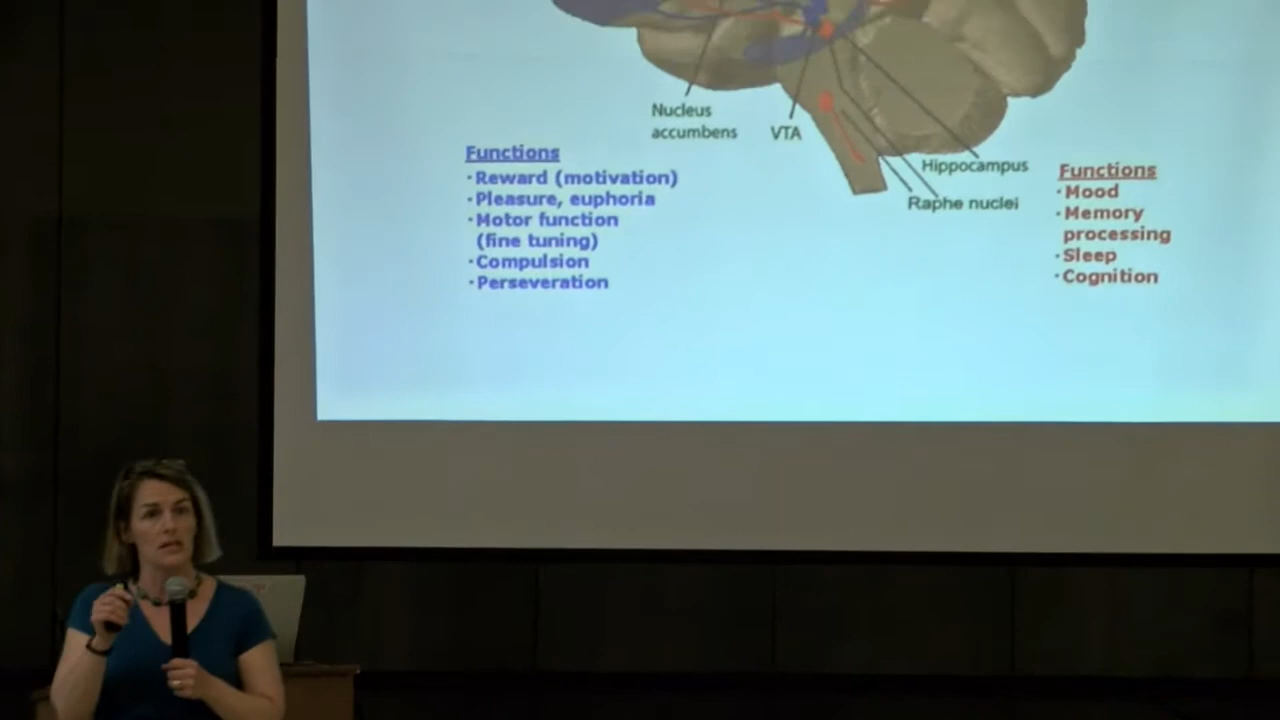 Nucleus
accumbens
VTA
Hippocampus
Raphe nuclei
Functions
·Reward (motivation)
·Pleasure, euphoria
·Motor function
(fine tuning)
·Compulsion
·Perseveration
Functions
·Mood
·Memory
processing
·Sleep
·Cognition